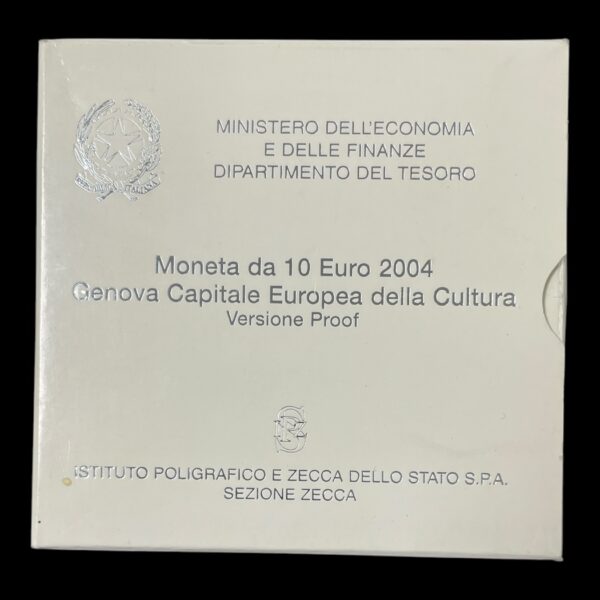 MINISTERO DELL'ECONOMIA
E DELLE FINANZE
DIPARTIMENTO DEL TESORO
Moneta da 10 Euro 2004
Genova Capitale Europea della Cultura
Versione Proof
ISTITUTO POLIGRAFICO E ZECCA DELLO STATO S.P.A.
SEZIONE ZECCA